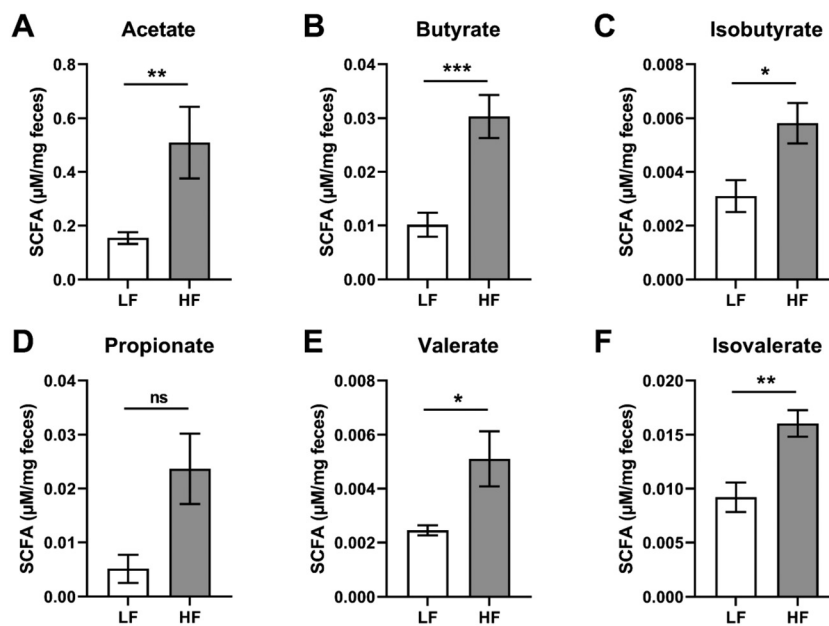 A Acetate
SCFA (µM/mg feces)
0.8
0.6
0.4
0.2
0.0
**
LF HF
B Butyrate
SCFA (µM/mg feces)
0.04
0.03
0.02
0.01
0.00
***
LF HF
C Isobutyrate
SCFA (µM/mg feces)
0.008
0.006
0.004
0.002
0.000
*
LF HF
D Propionate
SCFA (µM/mg feces)
0.04
0.03
0.02
0.01
0.00
ns
LF HF
E Valerate
SCFA (µM/mg feces)
0.008
0.006
0.004
0.002
0.000
*
LF HF
F Isovalerate
SCFA (µM/mg feces)
0.020
0.015
0.010
0.005
0.000
**
LF HF